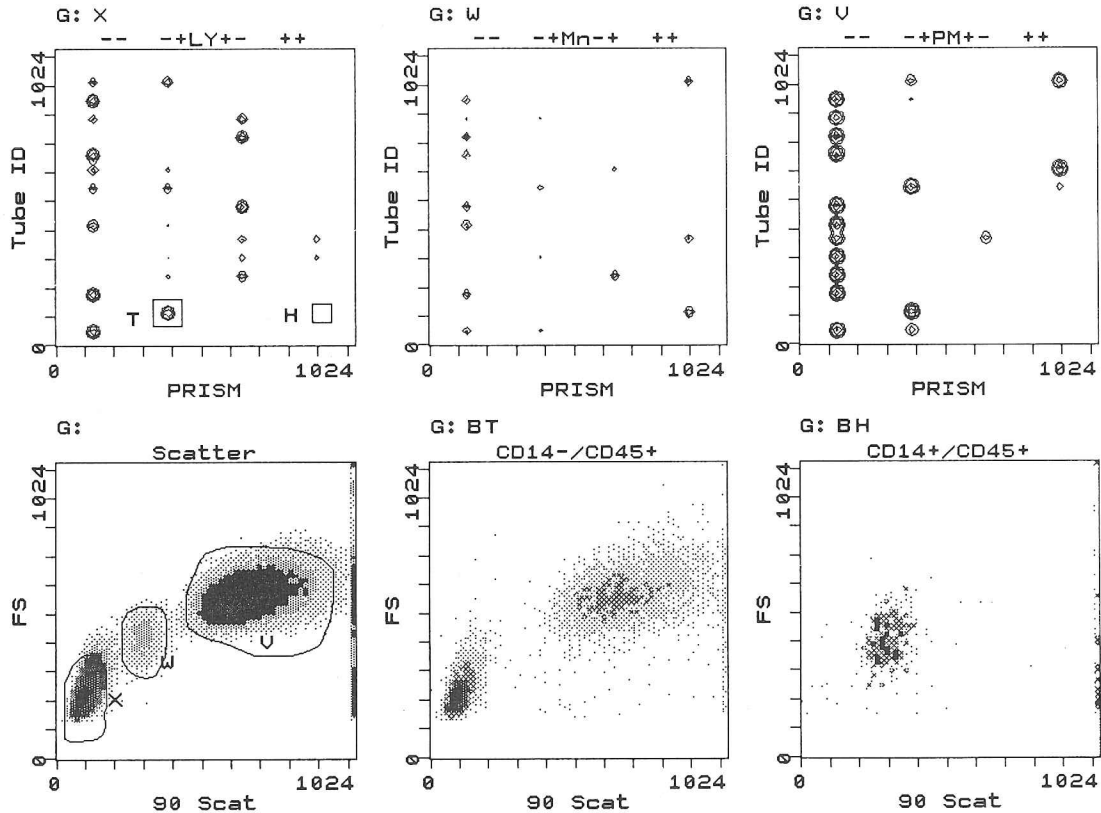 G: X
-- -+LY+- ++
1024
Tube ID
T
H
0
0 1024
PRISM
G: W
-- -+Mn-+ ++
1024
Tube ID
0
0 1024
PRISM
G: V
-- -+PM+- ++
1024
Tube ID
0
0 1024
PRISM
G:
Scatter
1024
FS
V
W
X
0
0 1024
90 Scat
G: BT
CD14-/CD45+
1024
FS
0
0 1024
90 Scat
G: BH
CD14+/CD45+
1024
FS
0
0 1024
90 Scat